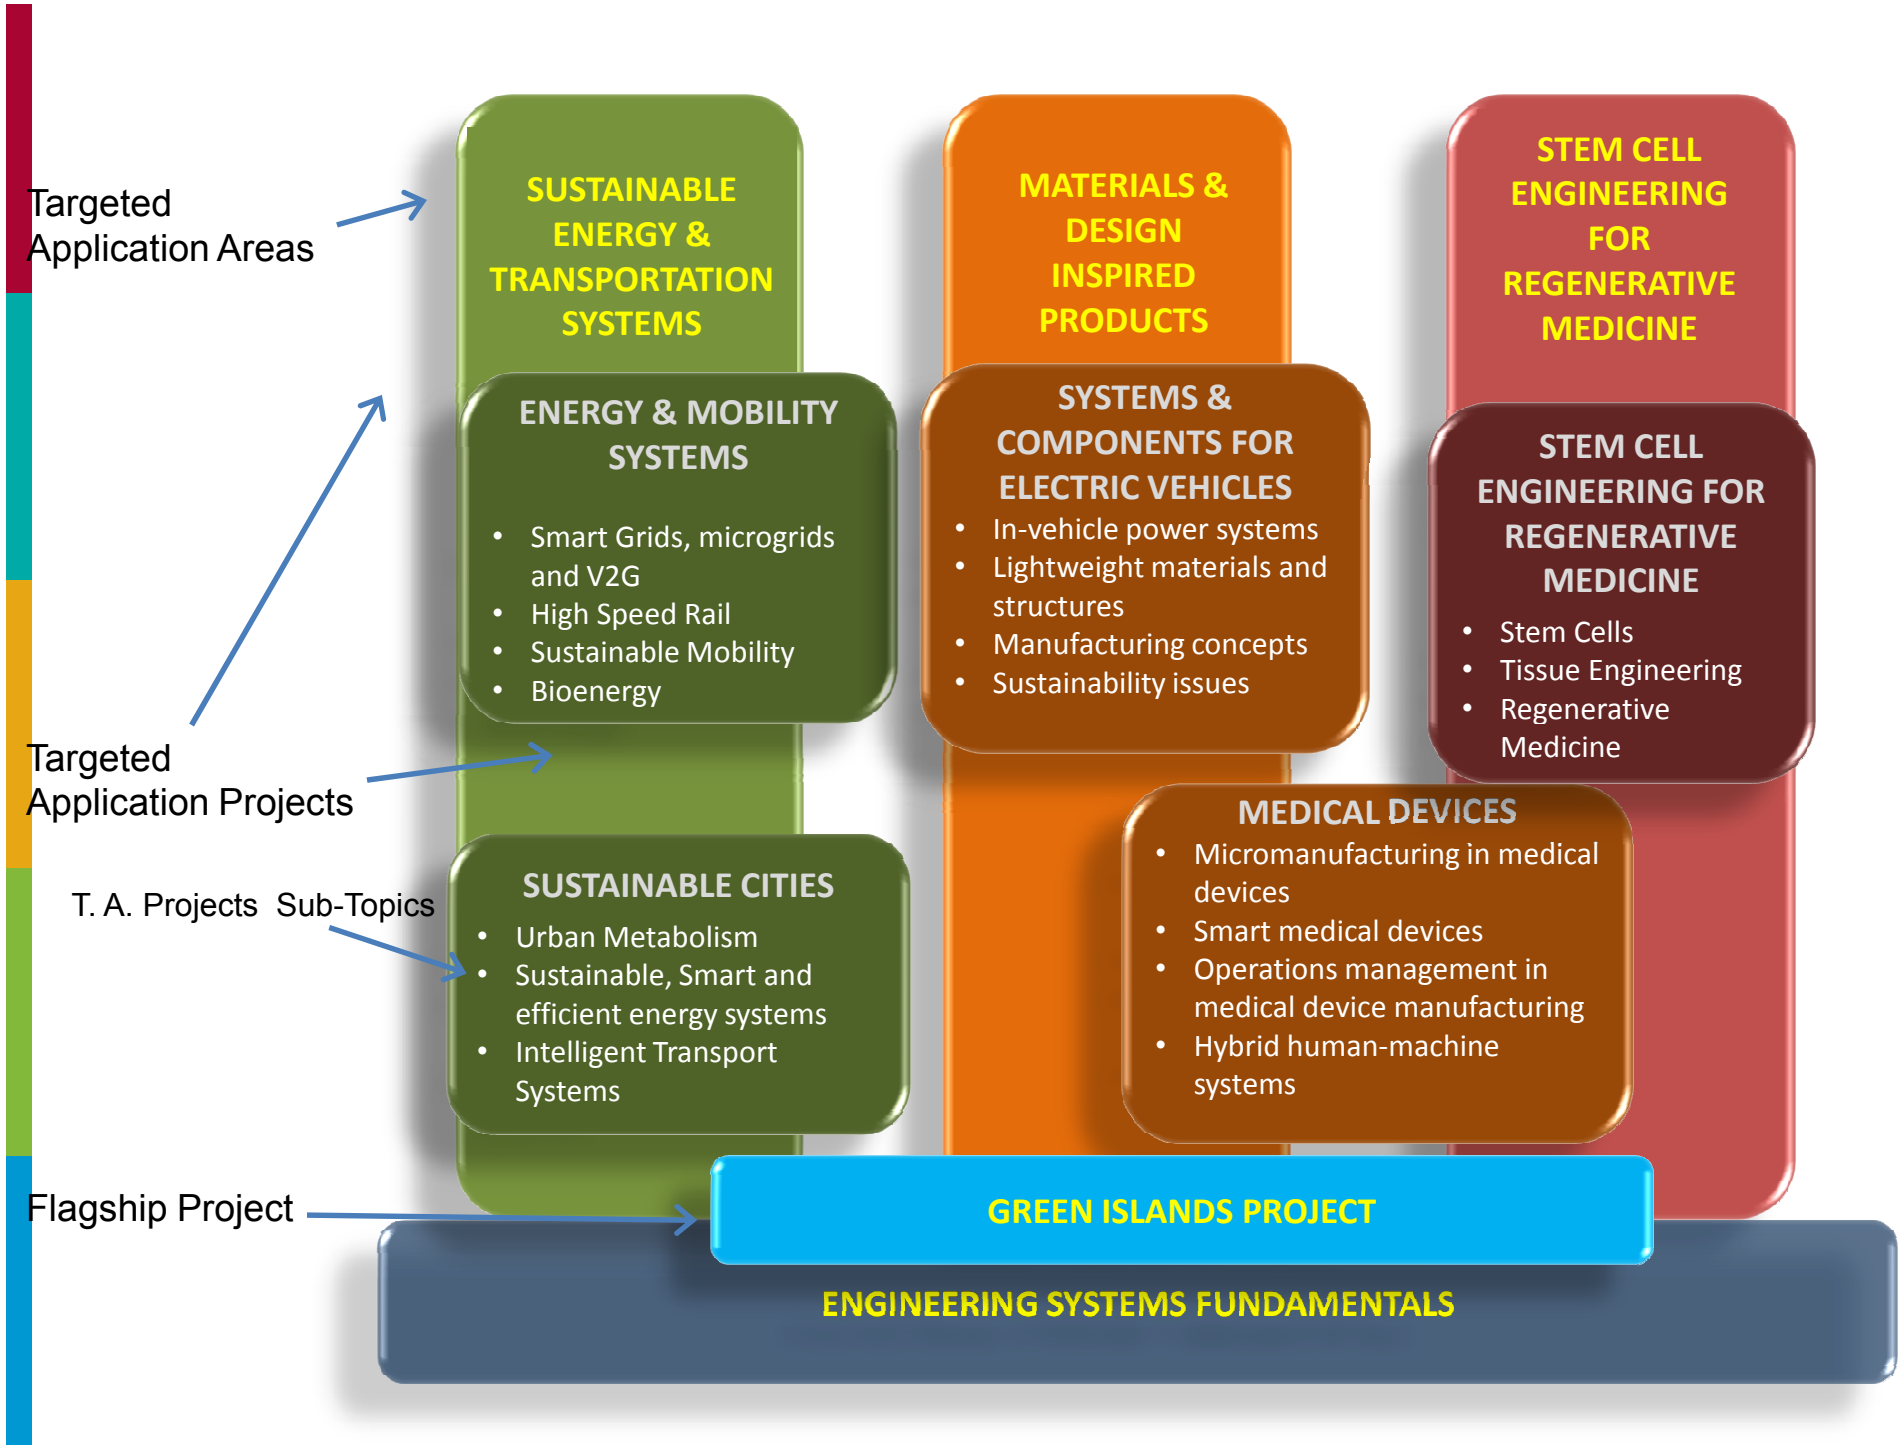 Targeted
Application Areas
Targeted
Application Projects
T. A. Projects Sub-Topics
Flagship Project
SUSTAINABLE
ENERGY &
TRANSPORTATION
SYSTEMS
ENERGY & MOBILITY
SYSTEMS
• Smart Grids, microgrids
and V2G
• High Speed Rail
• Sustainable Mobility
• Bioenergy
SUSTAINABLE CITIES
• Urban Metabolism
• Sustainable, Smart and
efficient energy systems
• Intelligent Transport
Systems
MATERIALS &
DESIGN
INSPIRED
PRODUCTS
SYSTEMS &
COMPONENTS FOR
ELECTRIC VEHICLES
• In-vehicle power systems
• Lightweight materials and
structures
• Manufacturing concepts
• Sustainability issues
MEDICAL DEVICES
• Micromanufacturing in medical
devices
• Smart medical devices
• Operations management in
medical device manufacturing
• Hybrid human-machine
systems
STEM CELL
ENGINEERING
FOR
REGENERATIVE
MEDICINE
STEM CELL
ENGINEERING FOR
REGENERATIVE
MEDICINE
• Stem Cells
• Tissue Engineering
• Regenerative
Medicine
GREEN ISLANDS PROJECT
ENGINEERING SYSTEMS FUNDAMENTALS